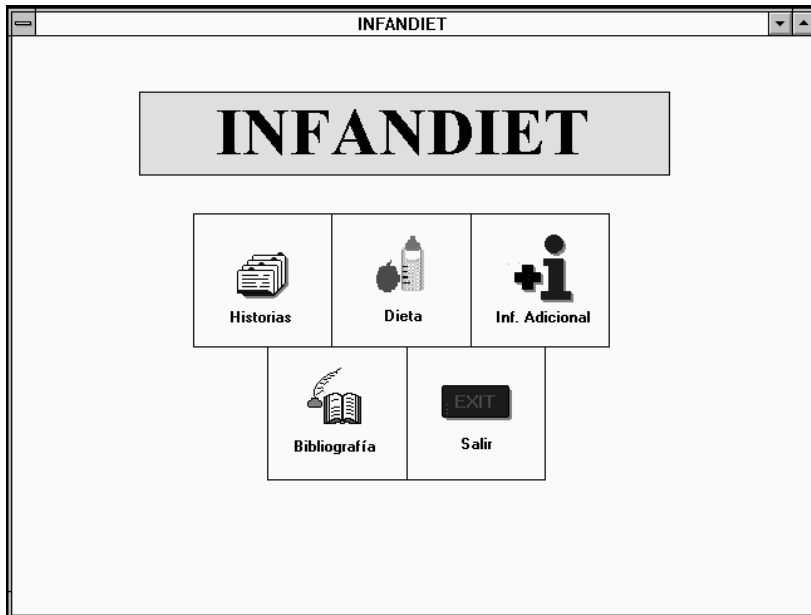 INFANDIET
INFANDIET
Historias
Dieta
Inf. Adicional
EXIT
Bibliografía
Salir